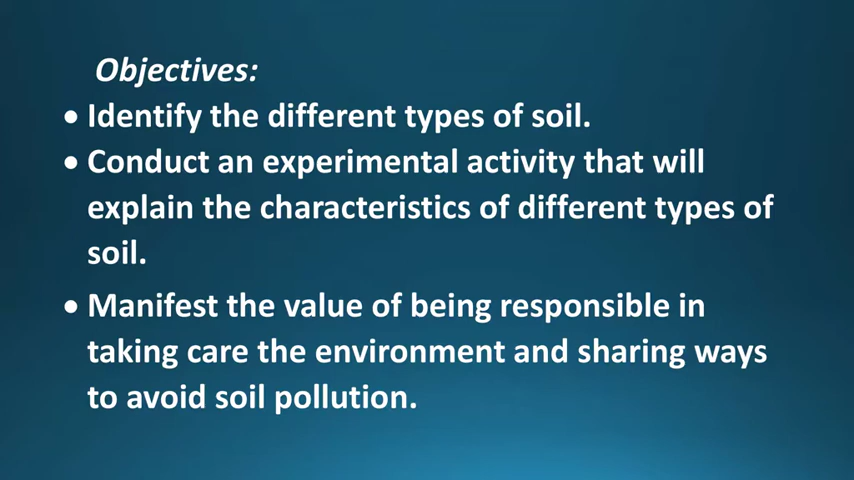 Objectives:
• Identify the different types of soil.
• Conduct an experimental activity that will
explain the characteristics of different types of
soil.
• Manifest the value of being responsible in
taking care the environment and sharing ways
to avoid soil pollution.